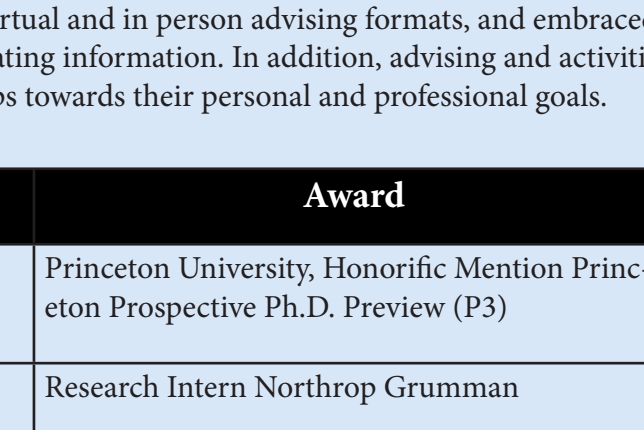 virtual and in person advising formats, and embraced
ating information. In addition, advising and activiti
ps towards their personal and professional goals.
Award
Princeton University, Honorific Mention Princ-
eton Prospective Ph.D. Preview (P3)
Research Intern Northrop Grumman